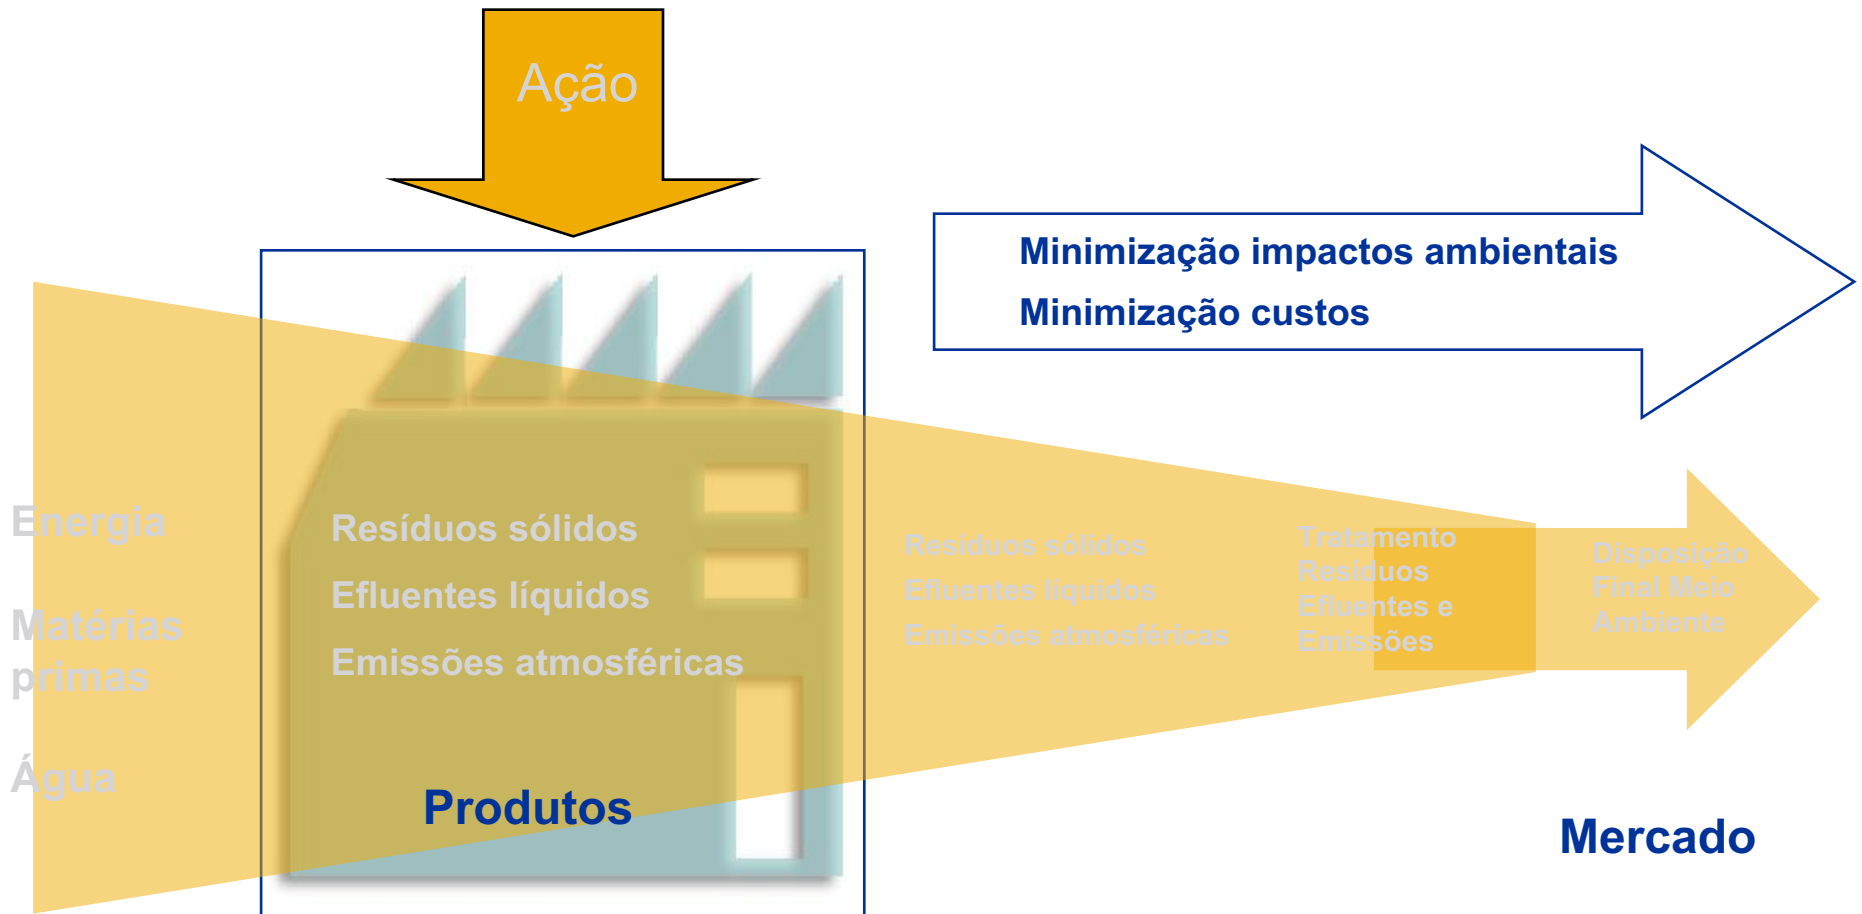 Ação
Minimização impactos ambientais
Minimização custos
Energia
Matérias
primas
Água
Resíduos sólidos
Efluentes líquidos
Emissões atmosféricas
Produtos
Resíduos sólidos
Efluentes líquidos
Emissões atmosféricas
Tratamento
Resíduos
Efluentes e
Emissões
Disposição
Final Meio
Ambiente
Mercado